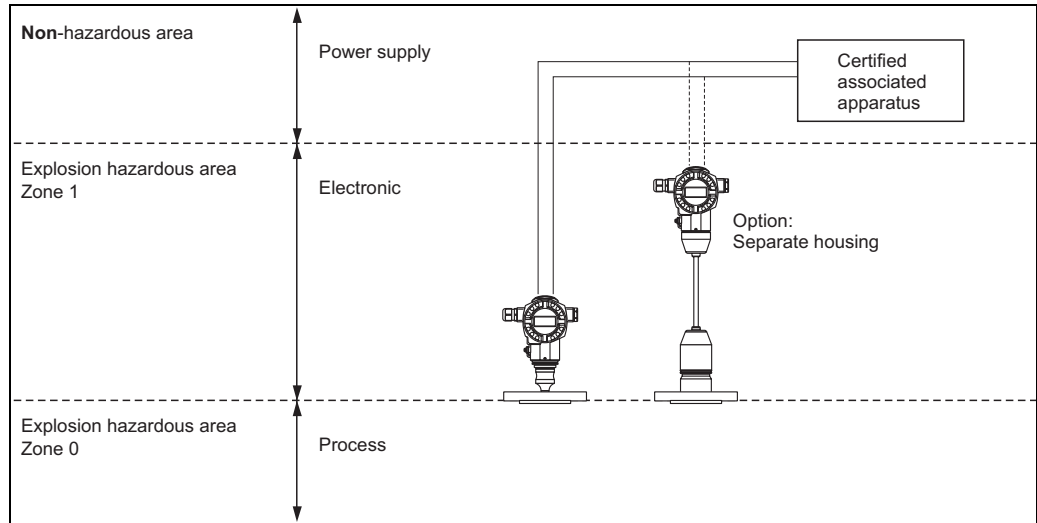 Non-hazardous area
Power supply
Certified
associated
apparatus
Explosion hazardous area
Zone 1
Electronic
Option:
Separate housing
Explosion hazardous area
Zone 0
Process